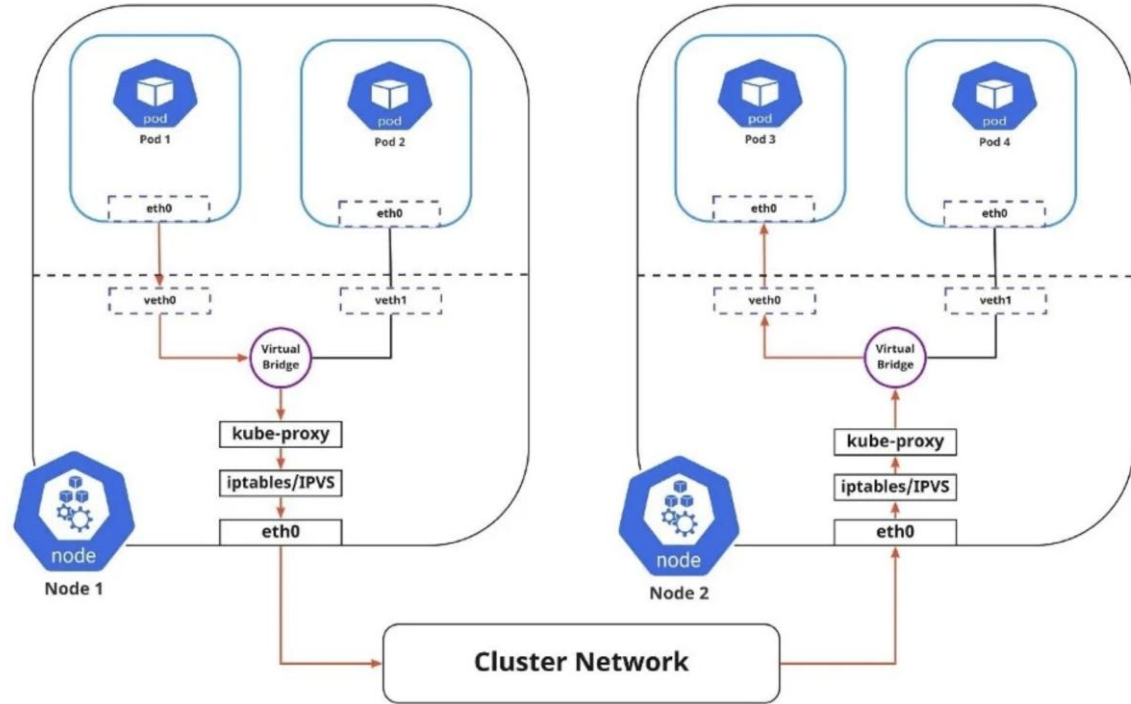 pod
Pod 1
eth0
pod
Pod 2
eth0
veth0
veth1
Virtual
Bridge
kube-proxy
iptables/IPVS
eth0
node
Node 1
pod
Pod 3
eth0
pod
Pod 4
eth0
veth0
veth1
Virtual
Bridge
kube-proxy
iptables/IPVS
eth0
node
Node 2
Cluster Network